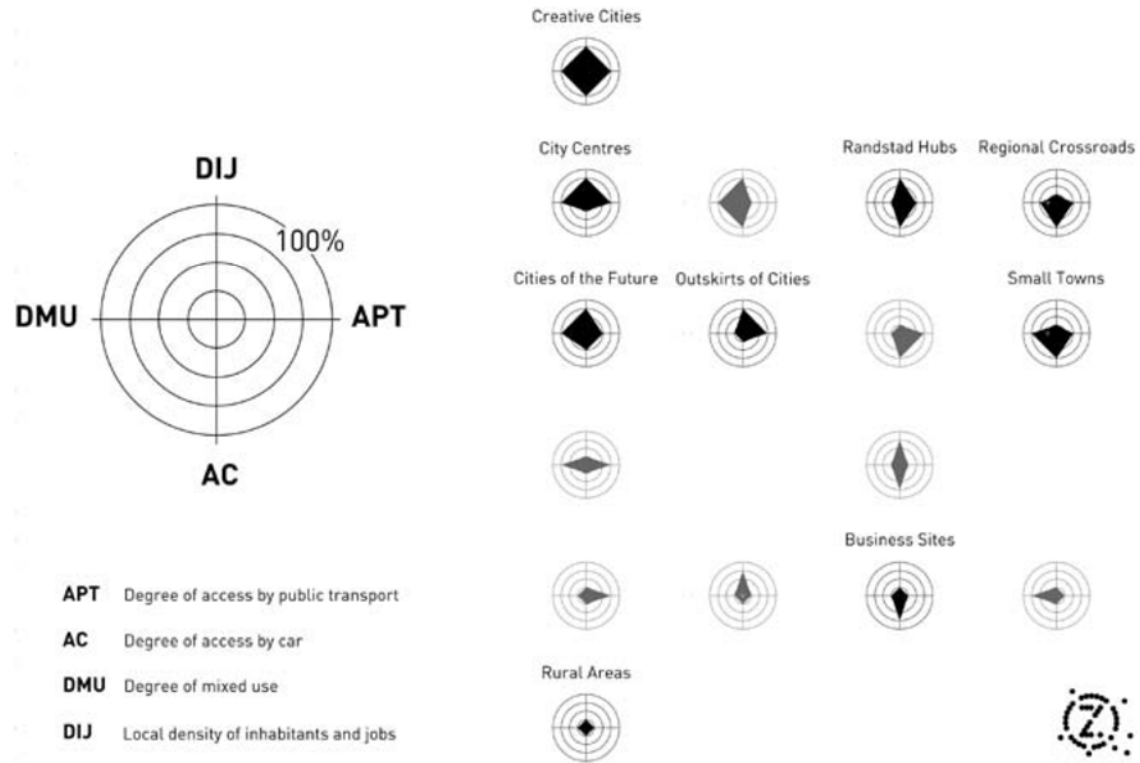 Creative Cities
City Centres
Randstad Hubs
Regional Crossroads
DIJ
100%
DMU
APT
AC
Cities of the Future
Outskirts of Cities
Small Towns
Business Sites
APT Degree of access by public transport
AC Degree of access by car
DMU Degree of mixed use
DIJ Local density of inhabitants and jobs
Rural Areas
Z